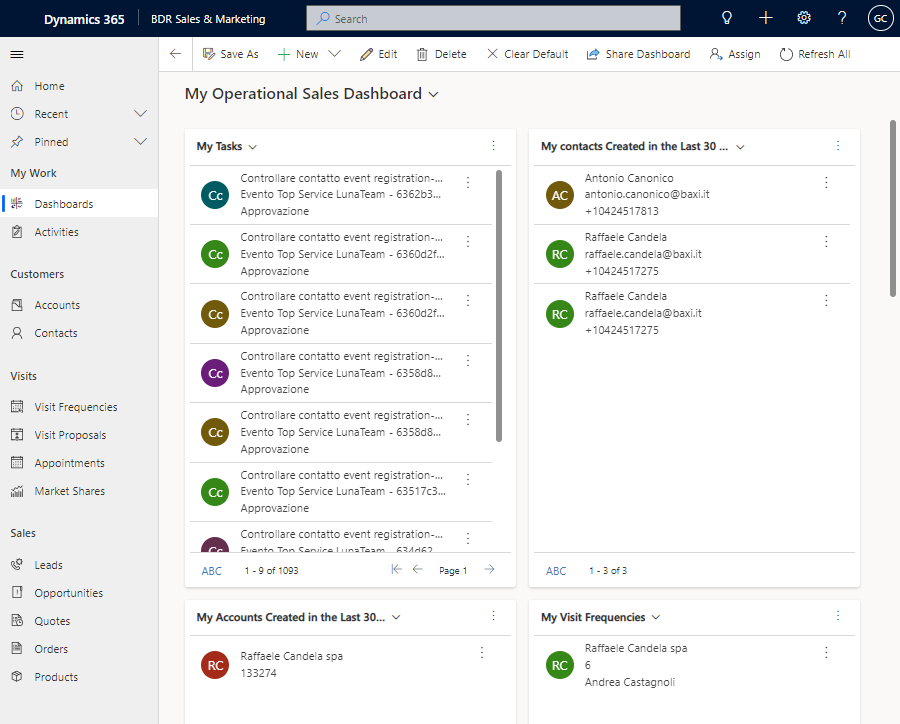 Dynamics 365
BDR Sales & Marketing
Search
GC
Home
Recent
Pinned
My Work
Dashboards
Activities
Customers
Accounts
Contacts
Visits
Visit Frequencies
Visit Proposals
Appointments
Market Shares
Sales
Leads
Opportunities
Quotes
Orders
Products
Save As
New
Edit
Delete
Clear Default
Share Dashboard
Assign
Refresh All
My Operational Sales Dashboard
My Tasks
Cc
Controllare contatto event registration-...
Evento Top Service LunaTeam - 6362b3...
Approvazione
Cc
Controllare contatto event registration-...
Evento Top Service LunaTeam - 6360d2f...
Approvazione
Cc
Controllare contatto event registration-...
Evento Top Service LunaTeam - 6360d2f...
Approvazione
Cc
Controllare contatto event registration-...
Evento Top Service LunaTeam - 6358d8...
Approvazione
Cc
Controllare contatto event registration-...
Evento Top Service LunaTeam - 6358d8...
Approvazione
Cc
Controllare contatto event registration-...
Evento Top Service LunaTeam - 63517c3...
Approvazione
Cc
Controllare contatto event registration-...
Evento Top Service LunaTeam - 634d62
ABC
1 - 9 of 1093
Page 1
My contacts Created in the Last 30 ...
AC
Antonio Canonico
antonio.canonico@baxi.it
+10424517813
RC
Raffaele Candela
raffaele.candela@baxi.it
+10424517275
RC
Raffaele Candela
raffaele.candela@baxi.it
+10424517275
ABC
1 - 3 of 3
My Accounts Created in the Last 30...
RC
Raffaele Candela spa
133274
My Visit Frequencies
RC
Raffaele Candela spa
6
Andrea Castagnoli